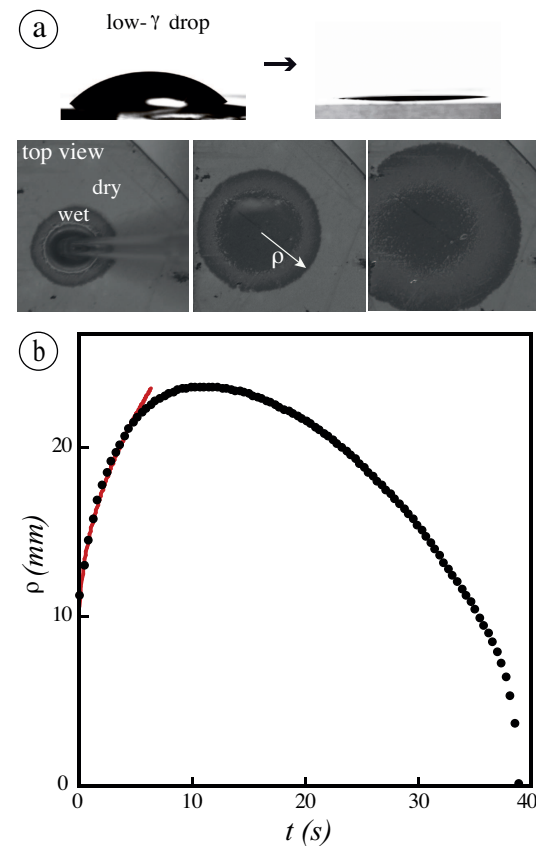 a
low- γ drop
→
top view
dry
wet
ρ
b
ρ (mm)
20
10
0
0 10 20 30 40
t (s)